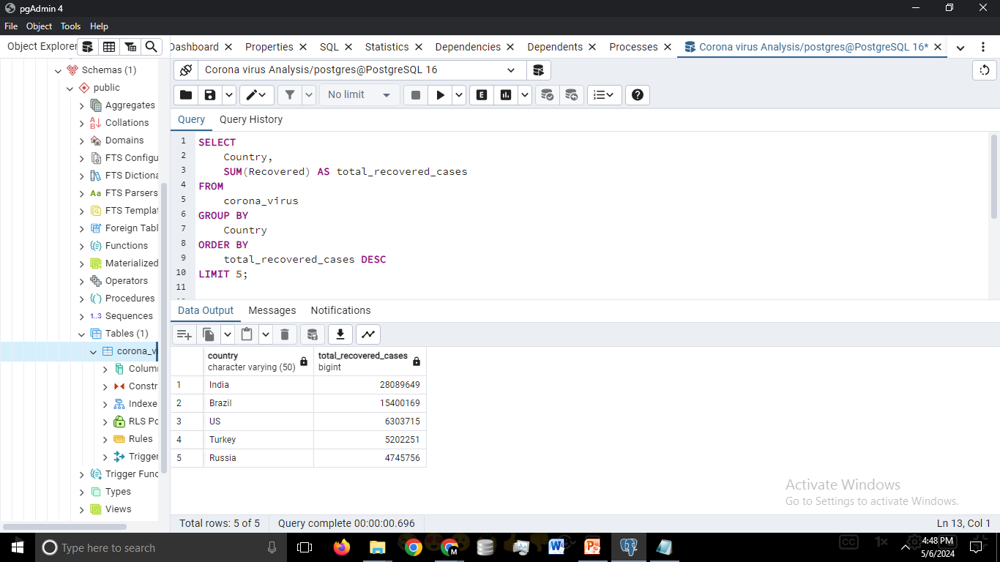 pgAdmin 4
File Object Tools Help
Object Explorer
Dashboard Properties SQL Statistics Dependencies Dependents Processes Corona virus Analysis/postgres@PostgreSQL 16*
Schemas (1)
public
Aggregates
Collations
Domains
FTS Configu
FTS Dictiona
FTS Parsers
FTS Templat
Foreign Tabl
Functions
Materialized
Operators
Procedures
1..3 Sequences
Tables (1)
corona_vi
Colum
Constr
Indexe
RLS Po
Rules
Trigger
Trigger Func
Types
Views
Corona virus Analysis/postgres@PostgreSQL 16
No limit
Query Query History
1 SELECT
2 Country,
3 SUM(Recovered) AS total_recovered_cases
4 FROM
5 corona_virus
6 GROUP BY
7 Country
8 ORDER BY
9 total_recovered_cases DESC
10 LIMIT 5;
11
Data Output Messages Notifications
country total_recovered_cases
character varying (50) bigint
1 India 28089649
2 Brazil 15400169
3 US 6303715
4 Turkey 5202251
5 Russia 4745756
Activate Windows
Go to Settings to activate Windows.
Total rows: 5 of 5 Query complete 00:00:00.696 Ln 13, Col 1
Type here to search
CC 1x
4:48 PM
5/6/2024